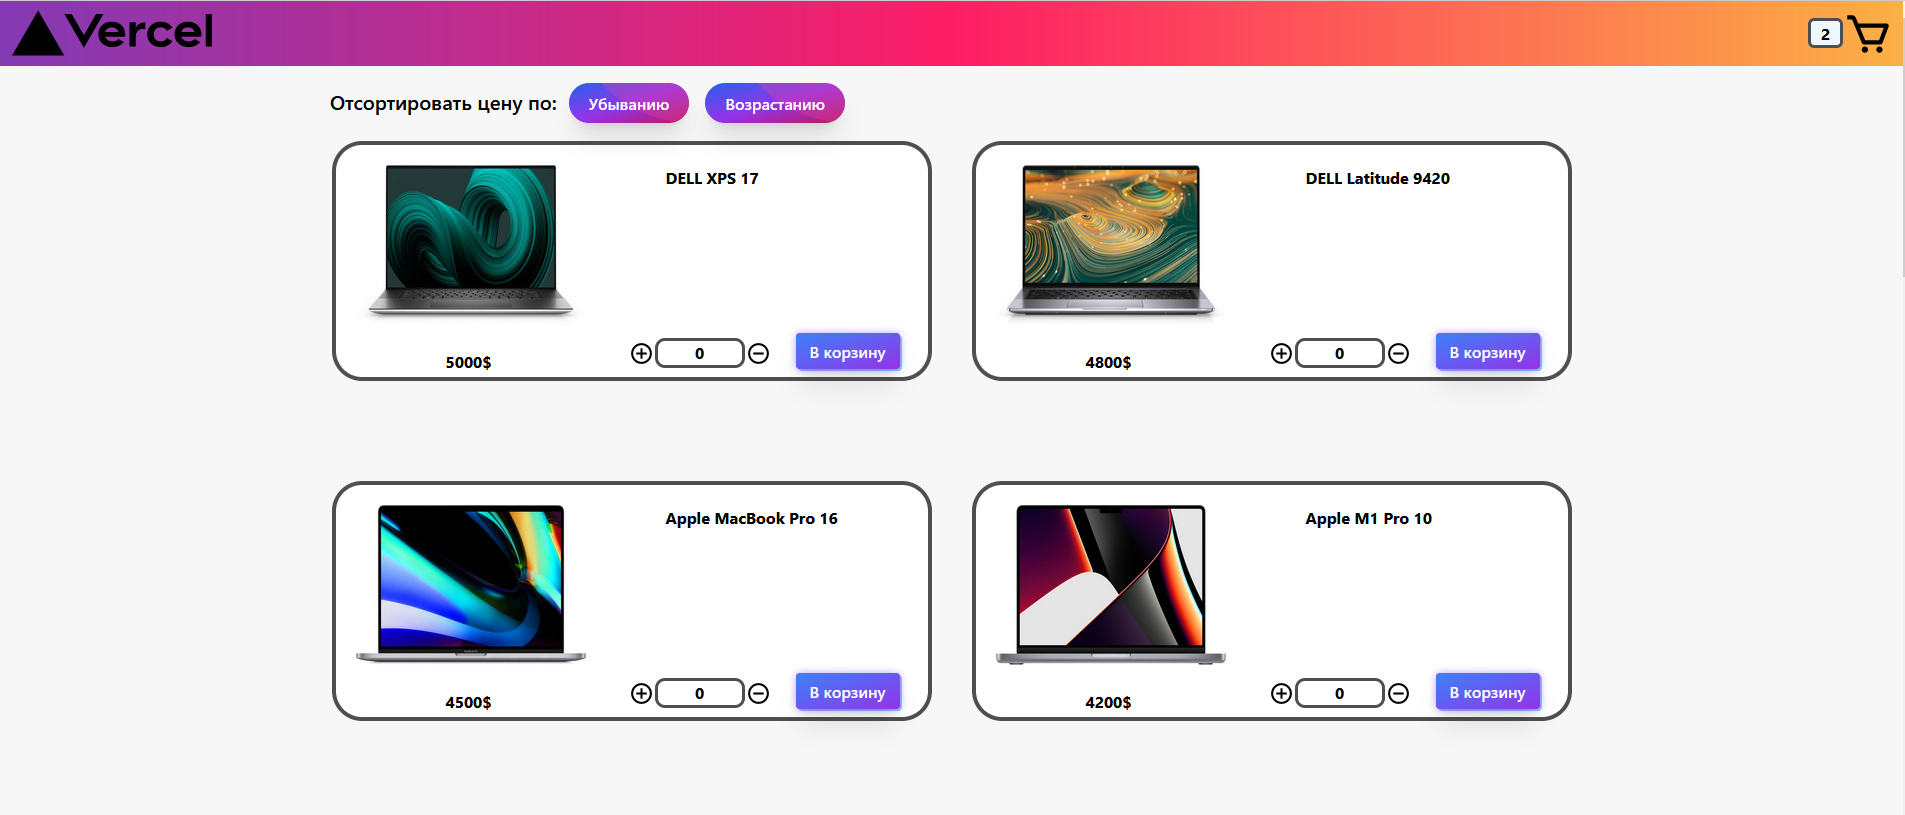 Vercel
2
Отсортировать цену по: Убыванию Возрастанию
DELL XPS 17
5000$
0
В корзину
DELL Latitude 9420
4800$
0
В корзину
Apple MacBook Pro 16
4500$
0
В корзину
Apple M1 Pro 10
4200$
0
В корзину